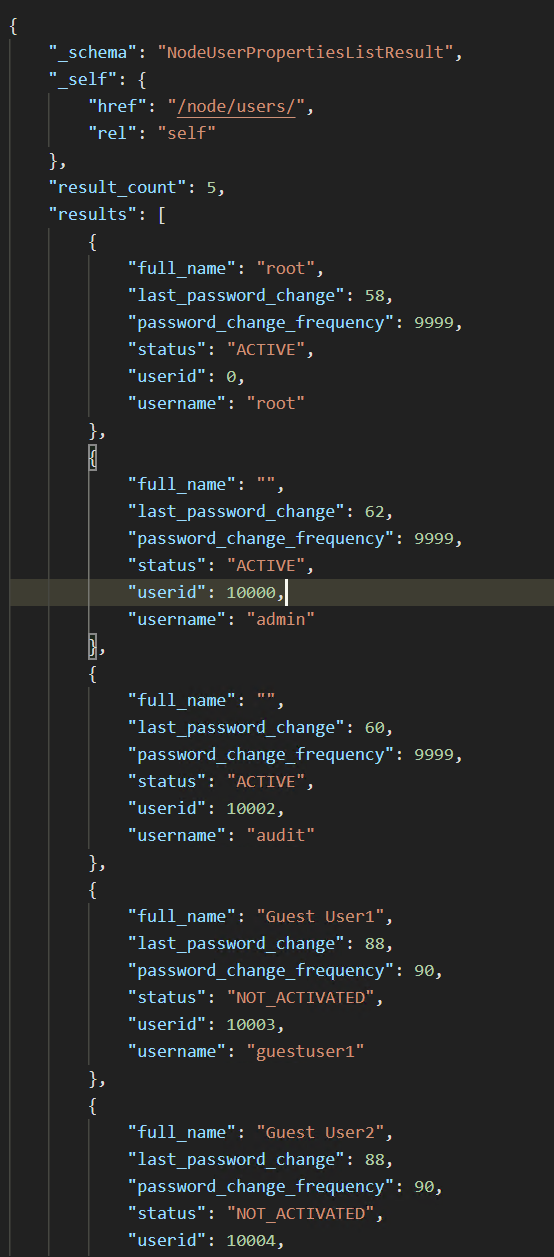 {
    "_schema": "NodeUserPropertiesListResult",
    "_self": {
        "href": "/node/users/",
        "rel": "self"
    },
    "result_count": 5,
    "results": [
        {
            "full_name": "root",
            "last_password_change": 58,
            "password_change_frequency": 9999,
            "status": "ACTIVE",
            "userid": 0,
            "username": "root"
        },
        {
            "full_name": "",
            "last_password_change": 62,
            "password_change_frequency": 9999,
            "status": "ACTIVE",
            "userid": 10000,
            "username": "admin"
        },
        {
            "full_name": "",
            "last_password_change": 60,
            "password_change_frequency": 9999,
            "status": "ACTIVE",
            "userid": 10002,
            "username": "audit"
        },
        {
            "full_name": "Guest User1",
            "last_password_change": 88,
            "password_change_frequency": 90,
            "status": "NOT_ACTIVATED",
            "userid": 10003,
            "username": "guestuser1"
        },
        {
            "full_name": "Guest User2",
            "last_password_change": 88,
            "password_change_frequency": 90,
            "status": "NOT_ACTIVATED",
            "userid": 10004,